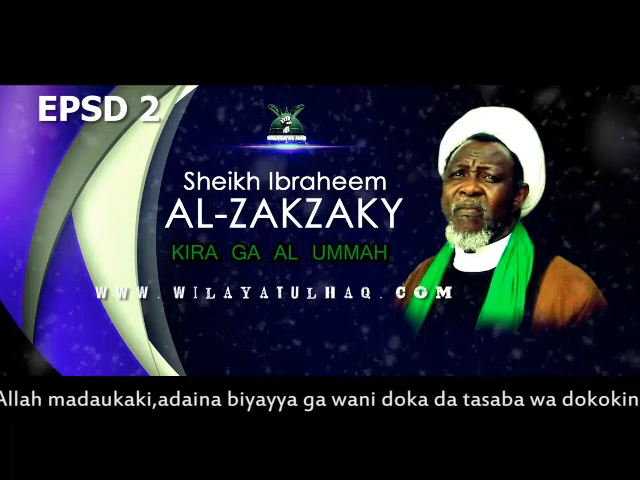 EPSD 2
Sheikh Ibraheem
AL-ZAKZAKY
KIRA GA AL UMMAH
WWW.WILAYATULHAQ.COM
Allah madaukaki,adaina biyayya ga wani doka da tasaba wa dokokin